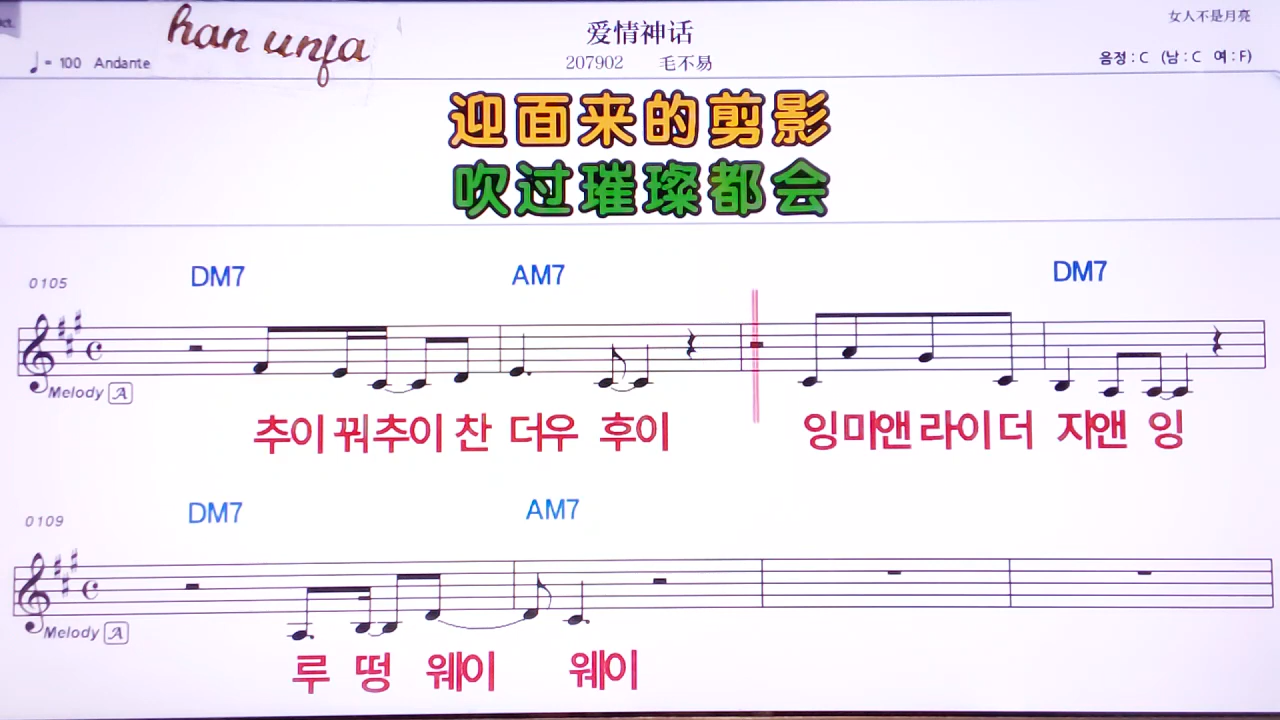 ct.
han unfa
爱情神话
女人不是月亮
♩= 100 Andante
207902 毛不易
음정 : C (남 : C 여 : F)
迎面来的剪影
吹过璀璨都会
0105
DM7 AM7 DM7
Melody A
추이 꿔 추이 찬 더우 후이 잉 미앤 라이 더 쟈앤 잉
0109
DM7 AM7
Melody A
루 떵 웨이 웨이